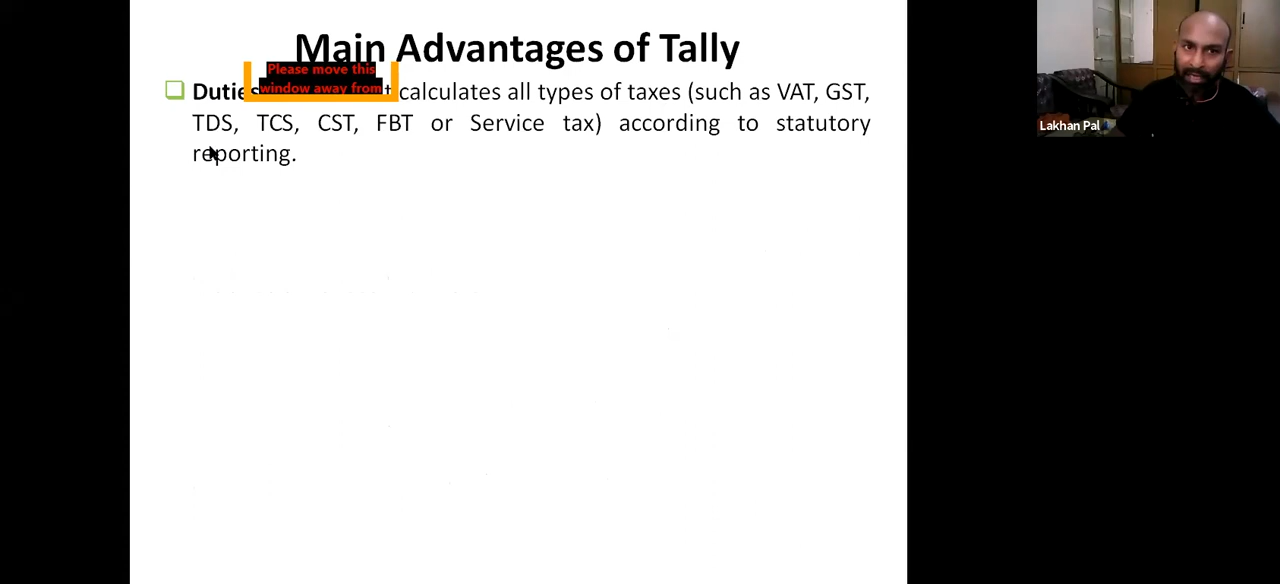 Main Advantages of Tally
Please move this
window away from
Duties calculates all types of taxes (such as VAT, GST,
TDS, TCS, CST, FBT or Service tax) according to statutory
reporting.
Lakhan Pal